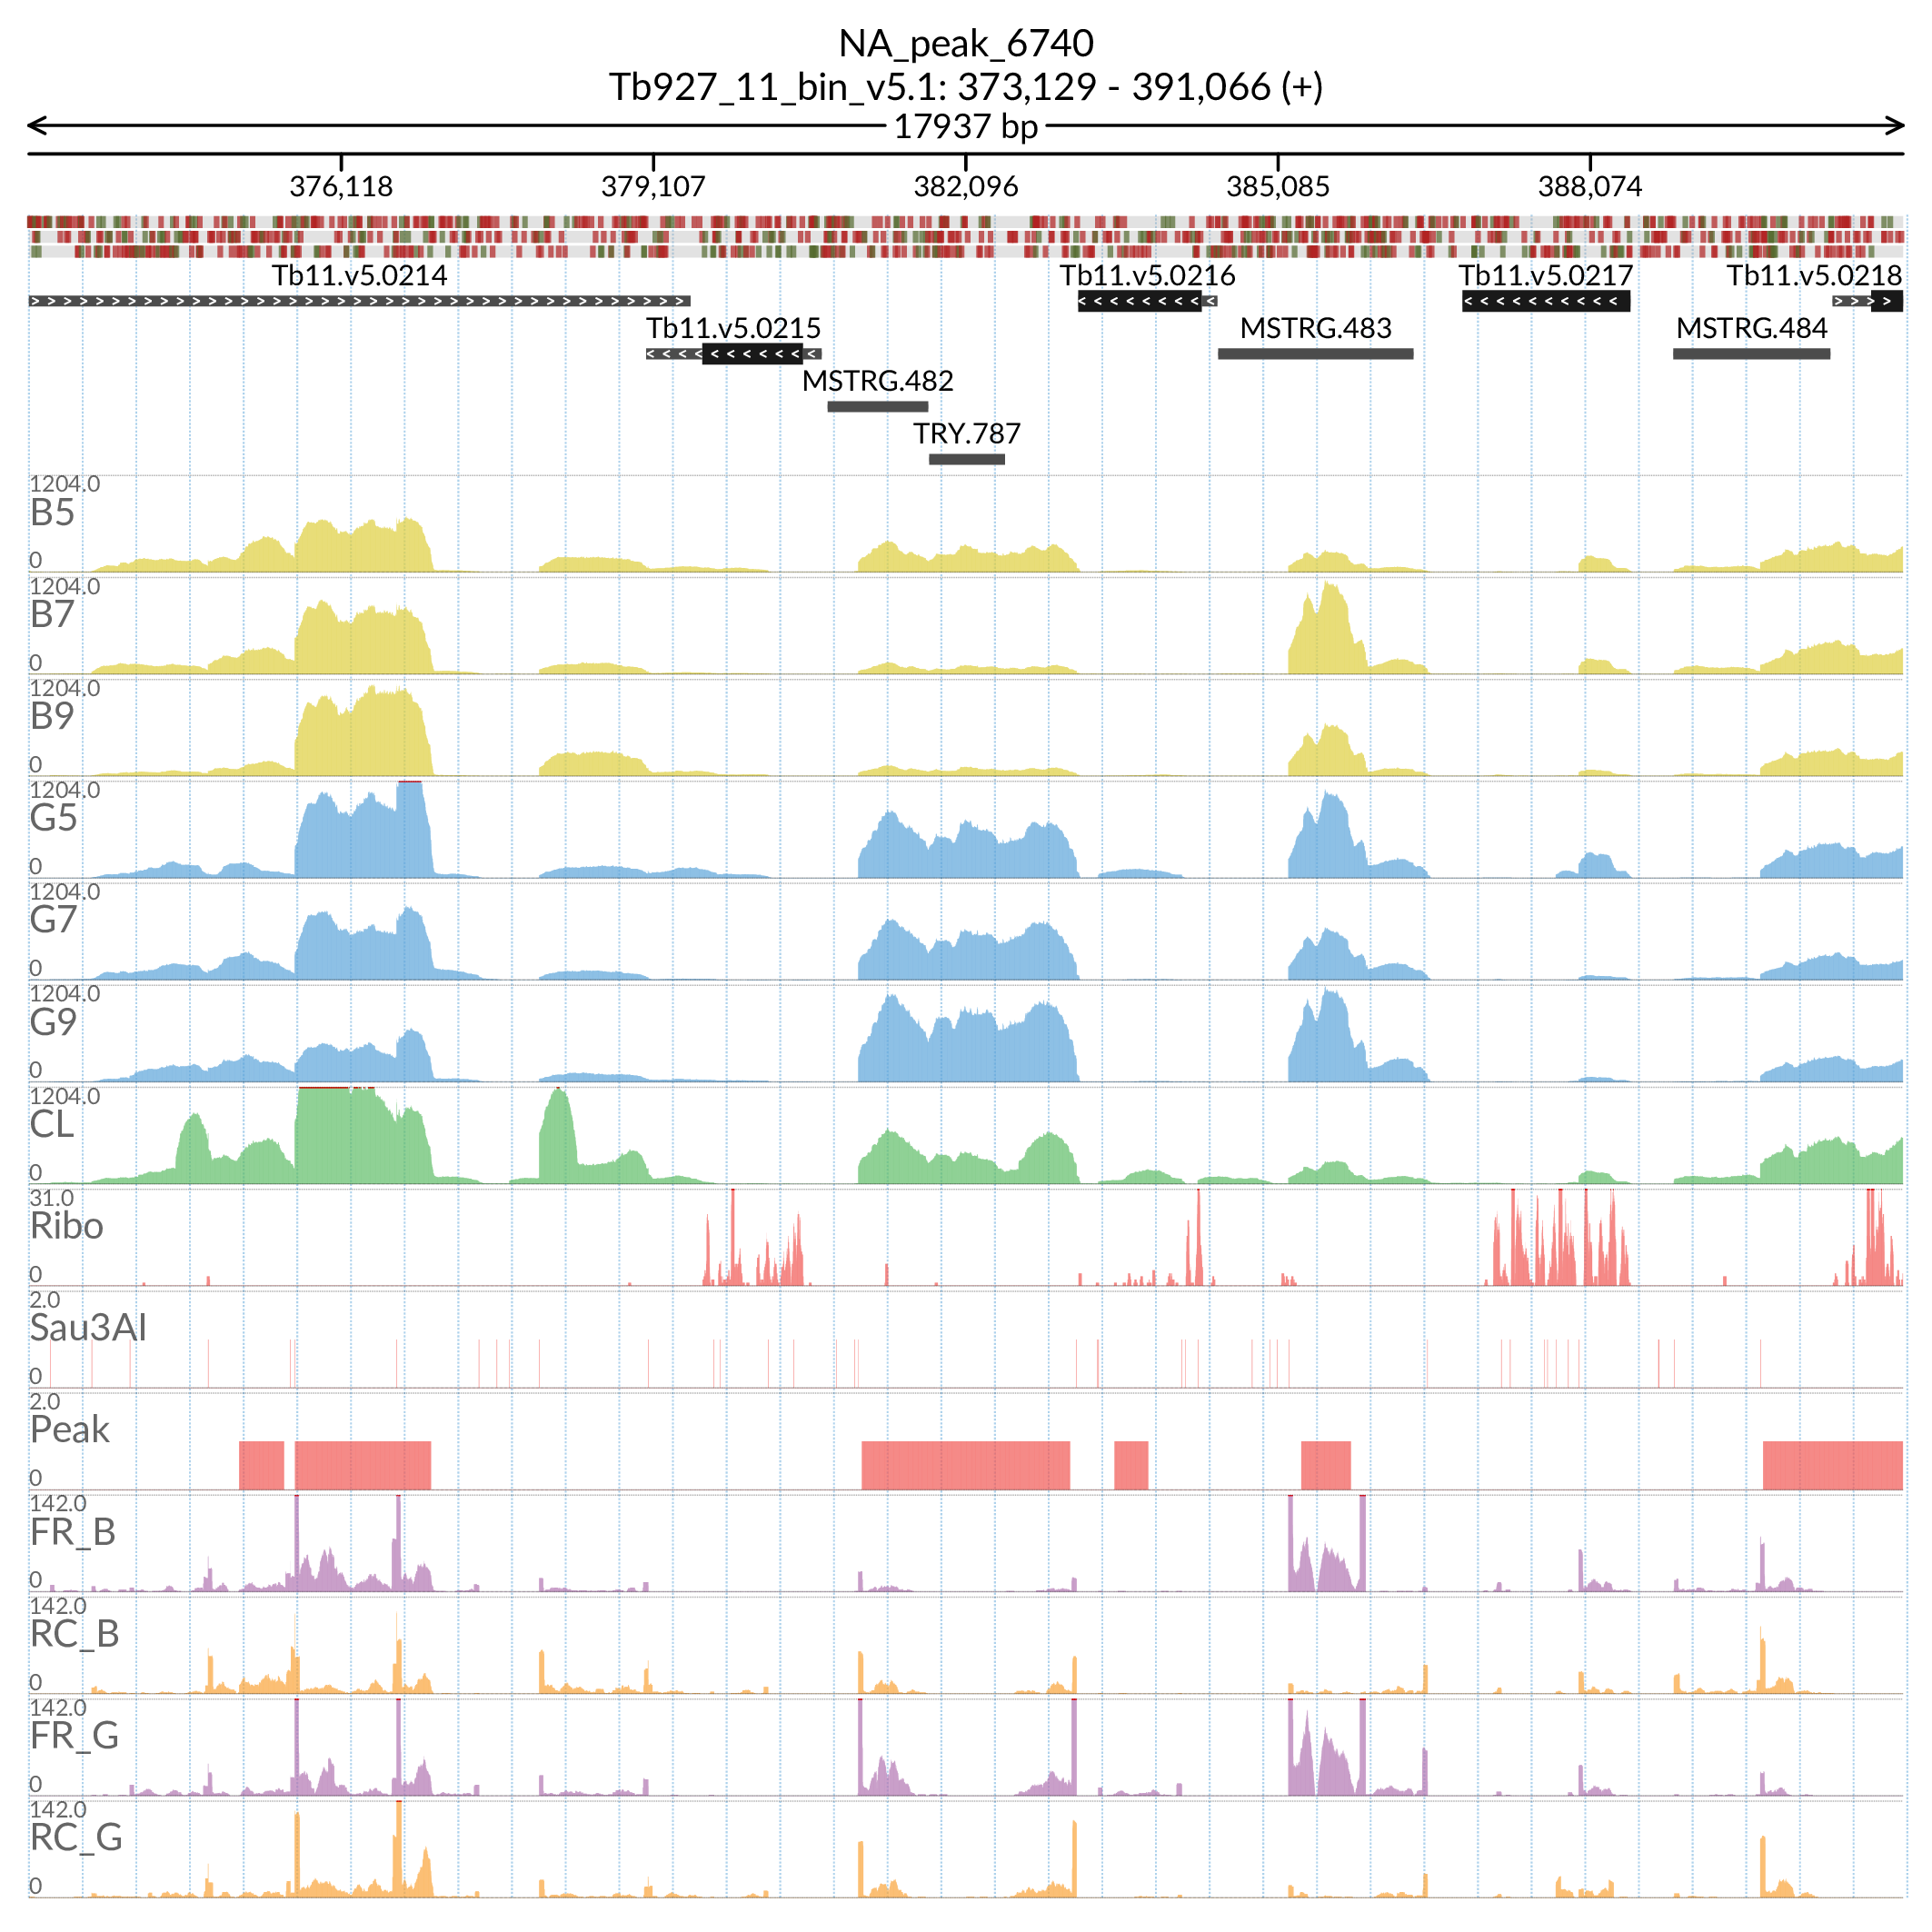 NA_peak_6740
Tb927_11_bin_v5.1: 373,129 - 391,066 (+)
17937 bp
376,118 379,107 382,096 385,085 388,074
Tb11.v5.0214 Tb11.v5.0216 Tb11.v5.0217 Tb11.v5.0218
Tb11.v5.0215 MSTRG.483 MSTRG.484
MSTRG.482
TRY.787
1204.0
B5
0
1204.0
B7
0
1204.0
B9
0
1204.0
G5
0
1204.0
G7
0
1204.0
G9
0
1204.0
CL
0
31.0
Ribo
0
2.0
Sau3AI
0
2.0
Peak
0
142.0
FR_B
0
142.0
RC_B
0
142.0
FR_G
0
142.0
RC_G
0